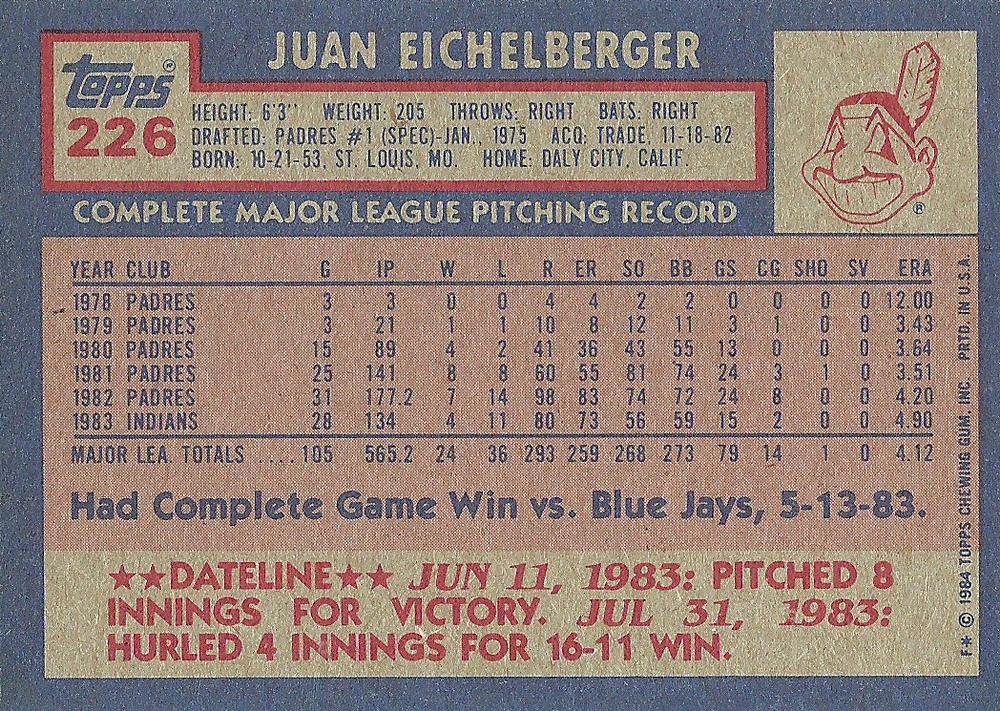 JUAN EICHELBERGER
Topps®
226
HEIGHT: 6'3" WEIGHT: 205 THROWS: RIGHT BATS: RIGHT
DRAFTED: PADRES #1 (SPEC)-JAN., 1975 ACQ: TRADE, 11-18-82
BORN: 10-21-53, ST. LOUIS, MO. HOME: DALY CITY, CALIF.
®
COMPLETE MAJOR LEAGUE PITCHING RECORD
YEAR CLUB G IP W L R ER SO BB GS CG SHO SV ERA
1978 PADRES 3 3 0 0 4 4 2 2 0 0 0 0 12.00
1979 PADRES 3 21 1 1 10 8 12 11 3 1 0 0 3.43
1980 PADRES 15 89 4 2 41 36 43 55 13 0 0 0 3.64
1981 PADRES 25 141 8 8 60 55 81 74 24 3 1 0 3.51
1982 PADRES 31 177.2 7 14 98 83 74 72 24 8 0 0 4.20
1983 INDIANS 28 134 4 11 80 73 56 59 15 2 0 0 4.90
MAJOR LEA. TOTALS .... 105 565.2 24 36 293 259 268 273 79 14 1 0 4.12
Had Complete Game Win vs. Blue Jays, 5-13-83.
★★DATELINE★★ JUN 11, 1983: PITCHED 8
INNINGS FOR VICTORY. JUL 31, 1983:
HURLED 4 INNINGS FOR 16-11 WIN.
F* © 1984 TOPPS CHEWING GUM, INC. PRTD. IN U.S.A.